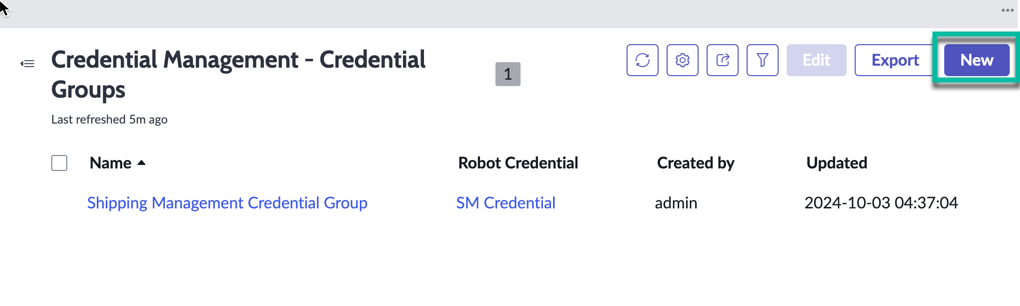 Credential Management - Credential
Groups
1
Edit
Export
New
Last refreshed 5m ago
Name Robot Credential Created by Updated
Shipping Management Credential Group SM Credential admin 2024-10-03 04:37:04